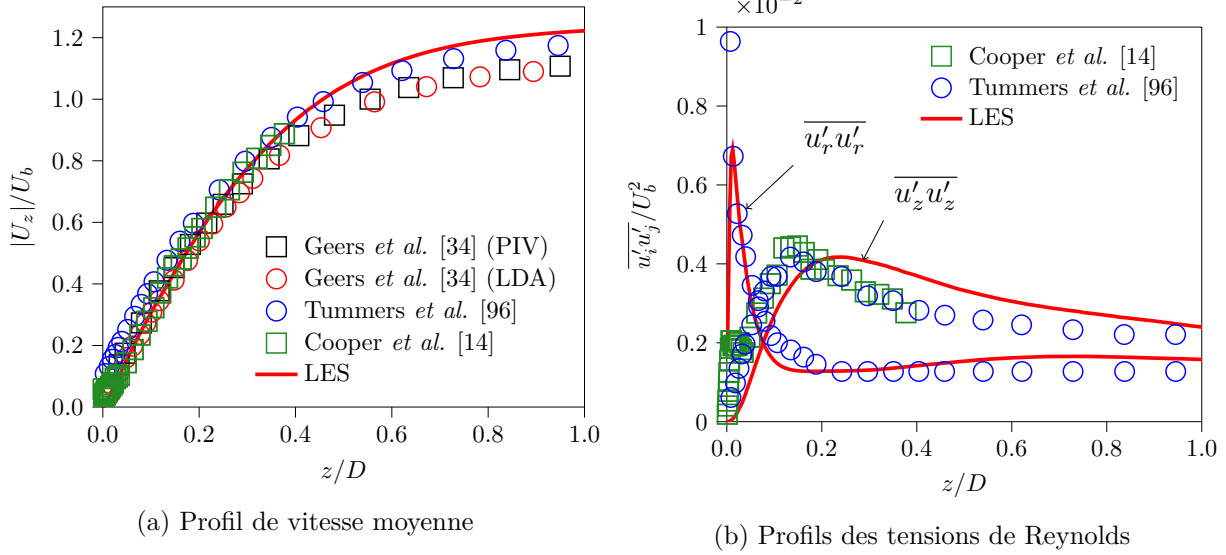 ×10⁻²
1.2
1.0
0.8
0.6
0.4
0.2
0.0
|U_z|/U_b
Geers et al. [34] (PIV)
Geers et al. [34] (LDA)
Tummers et al. [96]
Cooper et al. [14]
LES
0.0 0.2 0.4 0.6 0.8 1.0
z/D
(a) Profil de vitesse moyenne
1
0.8
0.6
0.4
0.2
0
u′_i u′_j/U_b²
Cooper et al. [14]
Tummers et al. [96]
LES
u′_r u′_r
u′_z u′_z
0.0 0.2 0.4 0.6 0.8 1.0
z/D
(b) Profils des tensions de Reynolds